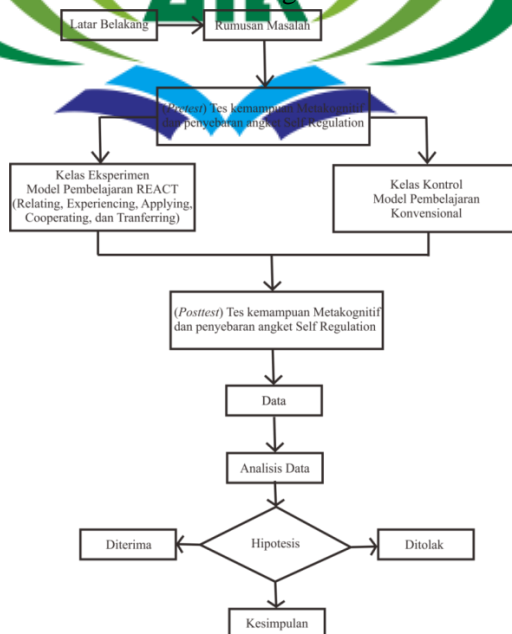 Latar Belakang
Rumusan Masalah
(Pretest) Tes kemampuan Metakognitif
dan penyebaran angket Self Regulation
Kelas Eksperimen
Model Pembelajaran REACT
(Relating, Experiencing, Applying,
Cooperating, dan Tranferring)
Kelas Kontrol
Model Pembelajaran
Konvensional
(Posttest) Tes kemampuan Metakognitif
dan penyebaran angket Self Regulation
Data
Analisis Data
Hipotesis
Diterima
Ditolak
Kesimpulan